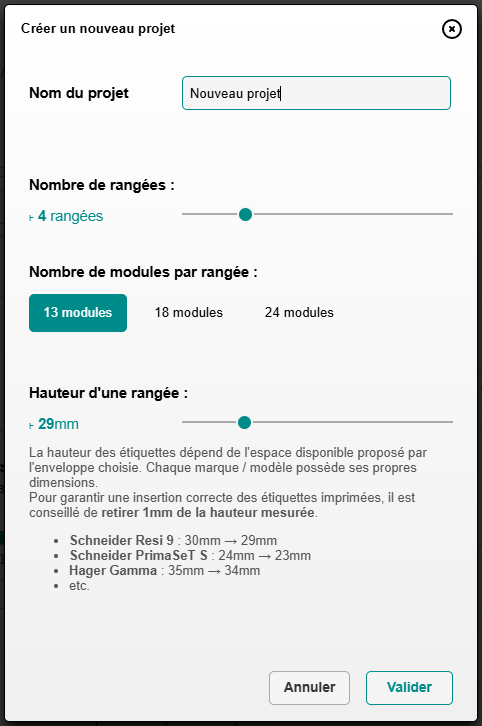 Créer un nouveau projet
Nom du projet
Nouveau projet
Nombre de rangées :
4 rangées
Nombre de modules par rangée :
13 modules 18 modules 24 modules
Hauteur d'une rangée :
29mm
La hauteur des étiquettes dépend de l'espace disponible proposé par
l'enveloppe choisie. Chaque marque / modèle possède ses propres
dimensions.
Pour garantir une insertion correcte des étiquettes imprimées, il est
conseillé de retirer 1mm de la hauteur mesurée.
• Schneider Resi 9 : 30mm → 29mm
• Schneider PrimaSeT S : 24mm → 23mm
• Hager Gamma : 35mm → 34mm
• etc.
Annuler Valider